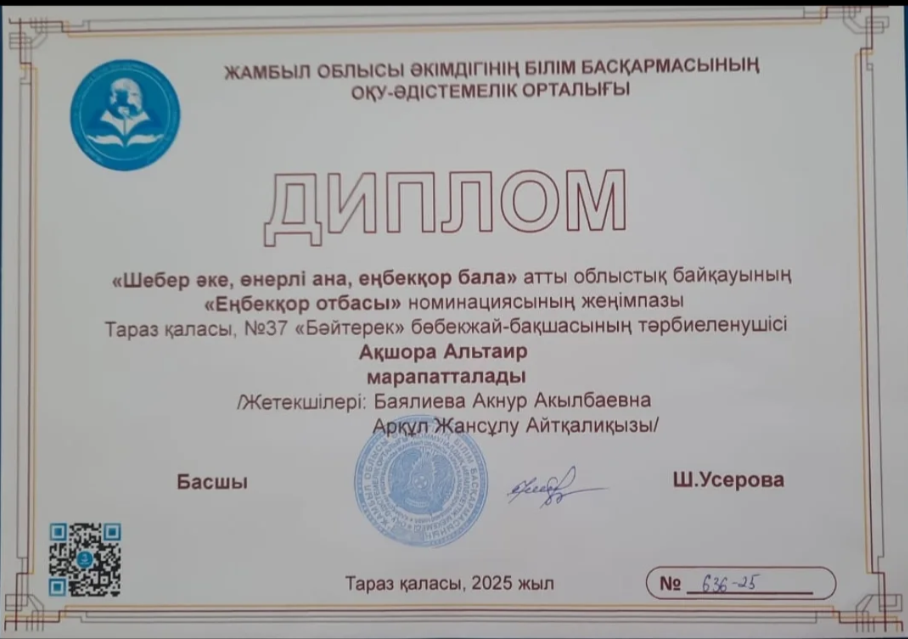 ЖАМБЫЛ ОБЛЫСЫ ӘКІМДІГІНІҢ БІЛІМ БАСҚАРМАСЫНЫҢ
ОҚУ-ӘДІСТЕМЕЛІК ОРТАЛЫҒЫ
ДИПЛОМ
«Шебер әке, өнерлі ана, еңбекқор бала» атты облыстық байқауының
«Еңбекқор отбасы» номинациясының жеңімпазы
Тараз қаласы, №37 «Бәйтерек» бөбекжай-бақшасының тәрбиеленушісі
Ақшора Альтаир
марапатталады
/Жетекшілері: Баялиева Акнур Акылбаевна
Арқұл Жансұлу Айтқалиқызы/
Басшы
Ш.Усерова
Тараз қаласы, 2025 жыл
№ 636-25